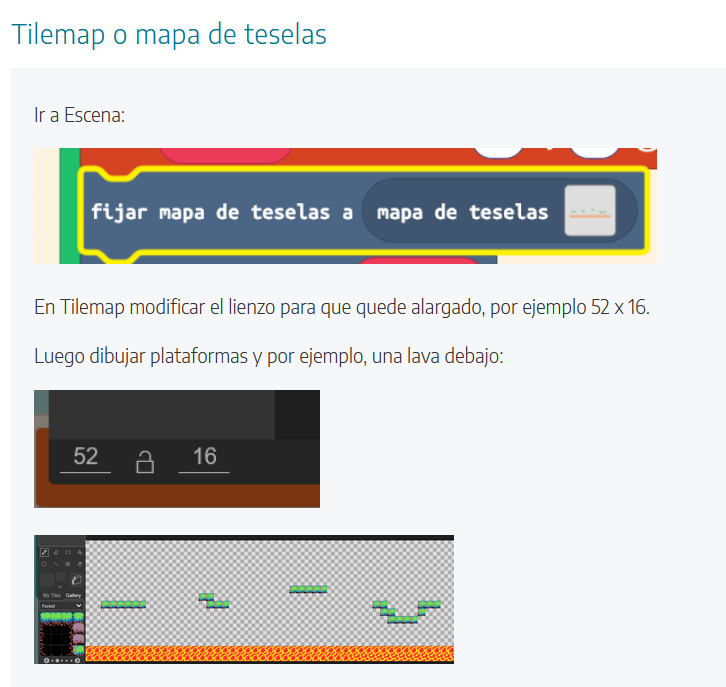 Tilemap o mapa de teselas
Ir a Escena:
fijar mapa de teselas a mapa de teselas
En Tilemap modificar el lienzo para que quede alargado, por ejemplo 52 x 16.
Luego dibujar plataformas y por ejemplo, una lava debajo:
52 16
My Tiles Gallery
Forest